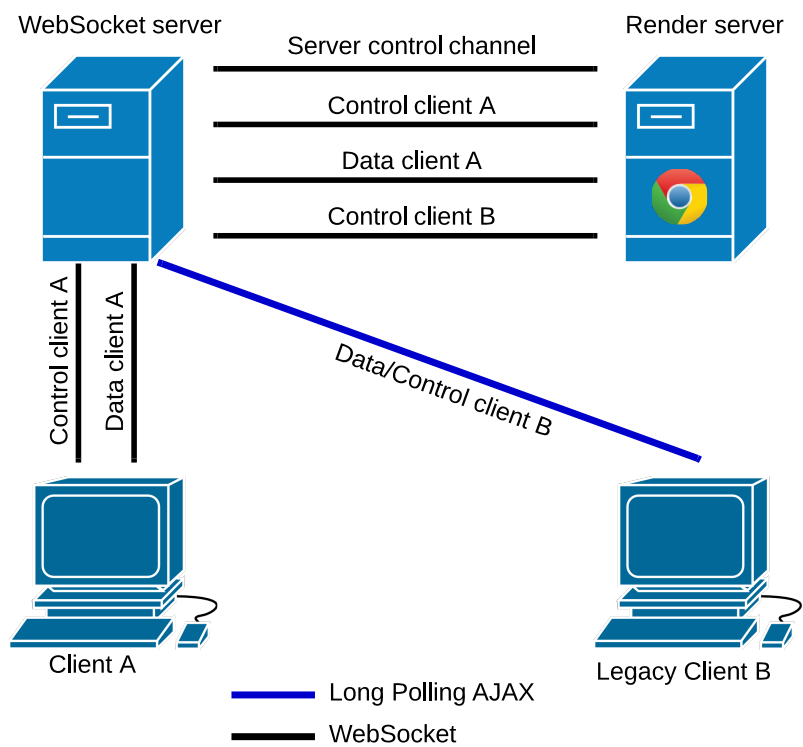 WebSocket server
Render server
Server control channel
Control client A
Data client A
Control client B
Control client A
Data client A
Data/Control client B
Client A
Legacy Client B
Long Polling AJAX
WebSocket